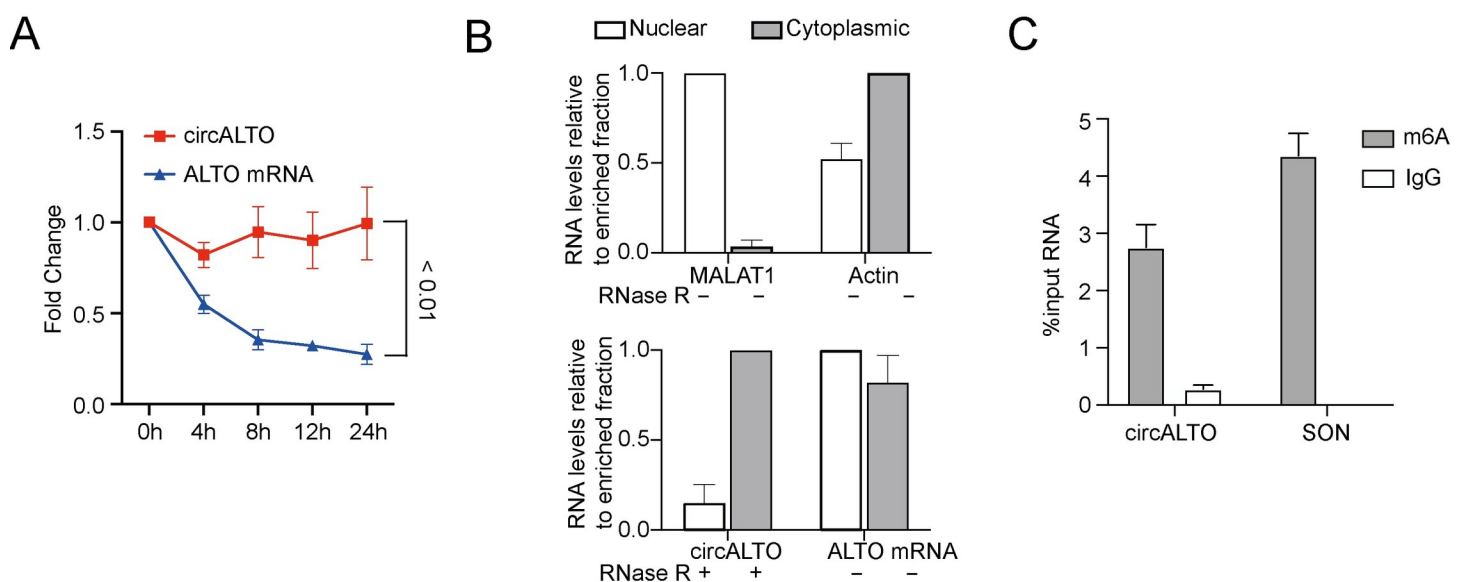 A
circALTO
ALTO mRNA
Fold Change
1.5
1.0
0.5
0.0
0h 4h 8h 12h 24h
< 0.01
B
Nuclear Cytoplasmic
RNA levels relative
to enriched fraction
1.0
0.5
0.0
MALAT1 Actin
RNase R – – – –
RNA levels relative
to enriched fraction
1.0
0.5
0.0
circALTO ALTO mRNA
RNase R + + – –
C
m6A
IgG
%input RNA
5
4
3
2
1
0
circALTO SON